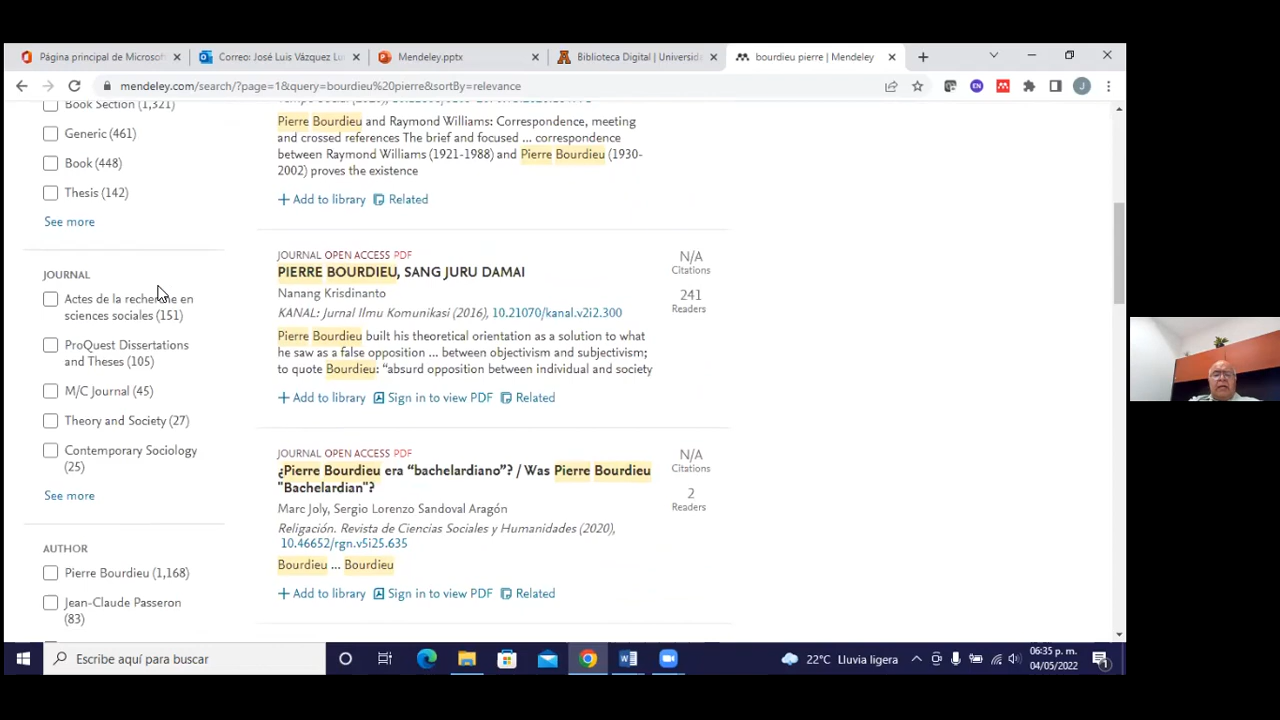 Página principal de Microsoft
Correo: José Luis Vázquez Lu
Mendeley.pptx
Biblioteca Digital | Universida
bourdieu pierre | Mendeley
mendeley.com/search/?page=1&query=bourdieu%20pierre&sortBy=relevance
EN
J
Book Section (1,321)
Generic (461)
Book (448)
Thesis (142)
See more
JOURNAL
Actes de la recherche en
sciences sociales (151)
ProQuest Dissertations
and Theses (105)
M/C Journal (45)
Theory and Society (27)
Contemporary Sociology
(25)
See more
AUTHOR
Pierre Bourdieu (1,168)
Jean-Claude Passeron
(83)
Pierre Bourdieu and Raymond Williams: Correspondence, meeting
and crossed references The brief and focused ... correspondence
between Raymond Williams (1921-1988) and Pierre Bourdieu (1930-
2002) proves the existence
Add to library Related
JOURNAL OPEN ACCESS PDF
PIERRE BOURDIEU, SANG JURU DAMAI
Nanang Krisdinanto
KANAL: Jurnal Ilmu Komunikasi (2016), 10.21070/kanal.v2i2.300
Pierre Bourdieu built his theoretical orientation as a solution to what
he saw as a false opposition ... between objectivism and subjectivism;
to quote Bourdieu: “absurd opposition between individual and society
Add to library Sign in to view PDF Related
N/A
Citations
241
Readers
JOURNAL OPEN ACCESS PDF
¿Pierre Bourdieu era “bachelardiano”? / Was Pierre Bourdieu
"Bachelardian"?
Marc Joly, Sergio Lorenzo Sandoval Aragón
Religación. Revista de Ciencias Sociales y Humanidades (2020),
10.46652/rgn.v5i25.635
Bourdieu ... Bourdieu
Add to library Sign in to view PDF Related
N/A
Citations
2
Readers
Escribe aquí para buscar
22°C Lluvia ligera
06:35 p. m.
04/05/2022
1